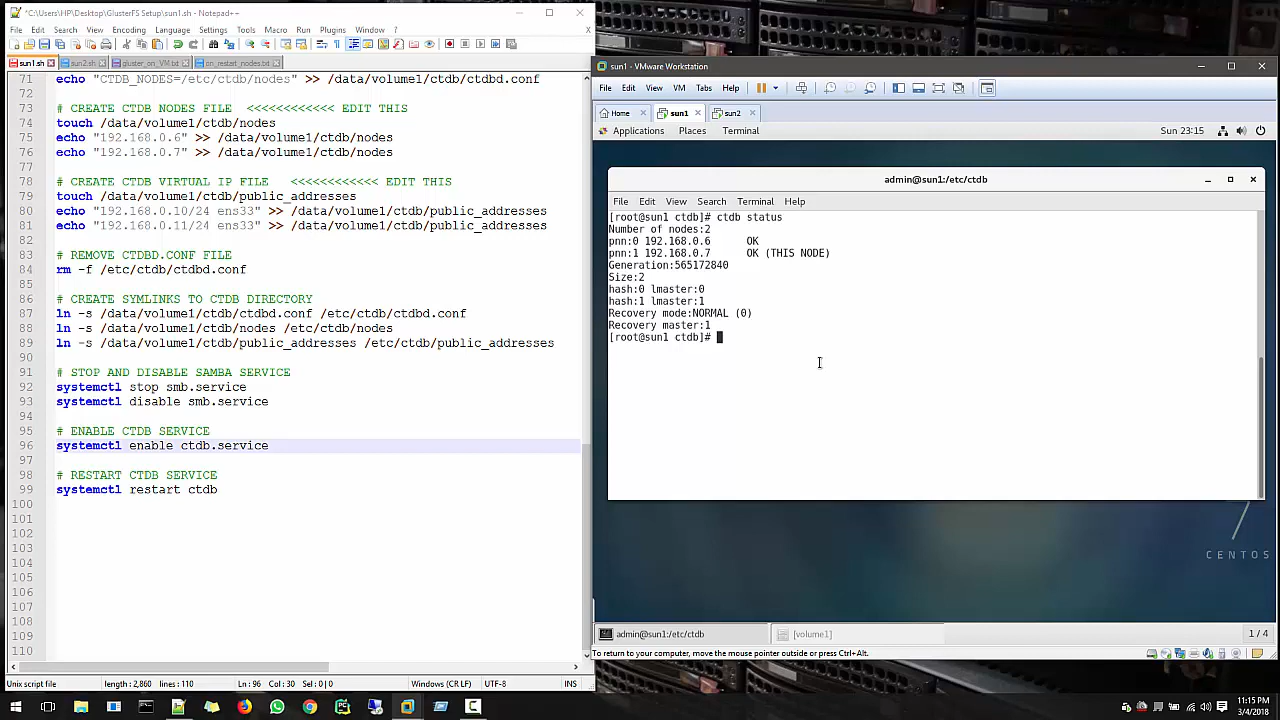 *C:\Users\HP\Desktop\GlusterFS Setup\sun1.sh - Notepad++
File Edit Search View Encoding Language Settings Tools Macro Run Plugins Window ?
sun1.sh sun2.sh gluster_on_VM.txt on_restart_nodes.txt
71 echo "CTDB_NODES=/etc/ctdb/nodes" >> /data/volume1/ctdb/ctdbd.conf
72
73 # CREATE CTDB NODES FILE <<<<<<<<<<<< EDIT THIS
74 touch /data/volume1/ctdb/nodes
75 echo "192.168.0.6" >> /data/volume1/ctdb/nodes
76 echo "192.168.0.7" >> /data/volume1/ctdb/nodes
77
78 # CREATE CTDB VIRTUAL IP FILE <<<<<<<<<<<< EDIT THIS
79 touch /data/volume1/ctdb/public_addresses
80 echo "192.168.0.10/24 ens33" >> /data/volume1/ctdb/public_addresses
81 echo "192.168.0.11/24 ens33" >> /data/volume1/ctdb/public_addresses
82
83 # REMOVE CTDBD.CONF FILE
84 rm -f /etc/ctdb/ctdbd.conf
85
86 # CREATE SYMLINKS TO CTDB DIRECTORY
87 ln -s /data/volume1/ctdb/ctdbd.conf /etc/ctdb/ctdbd.conf
88 ln -s /data/volume1/ctdb/nodes /etc/ctdb/nodes
89 ln -s /data/volume1/ctdb/public_addresses /etc/ctdb/public_addresses
90
91 # STOP AND DISABLE SAMBA SERVICE
92 systemctl stop smb.service
93 systemctl disable smb.service
94
95 # ENABLE CTDB SERVICE
96 systemctl enable ctdb.service
97
98 # RESTART CTDB SERVICE
99 systemctl restart ctdb
100
101
102
103
104
105
106
107
108
109
110
Unix script file length : 2,860 lines : 110 Ln : 96 Col : 30 Sel : 0 | 0 Windows (CR LF) UTF-8 INS
sun1 - VMware Workstation
File Edit View VM Tabs Help
Home sun1 sun2
Applications Places Terminal Sun 23:15
admin@sun1:/etc/ctdb
File Edit View Search Terminal Help
[root@sun1 ctdb]# ctdb status
Number of nodes:2
pnn:0 192.168.0.6 OK
pnn:1 192.168.0.7 OK (THIS NODE)
Generation:565172840
Size:2
hash:0 lmaster:0
hash:1 lmaster:1
Recovery mode:NORMAL (0)
Recovery master:1
[root@sun1 ctdb]#
7
CENTOS
admin@sun1:/etc/ctdb [volume1] 1 / 4
To return to your computer, move the mouse pointer outside or press Ctrl+Alt.
11:15 PM
3/4/2018